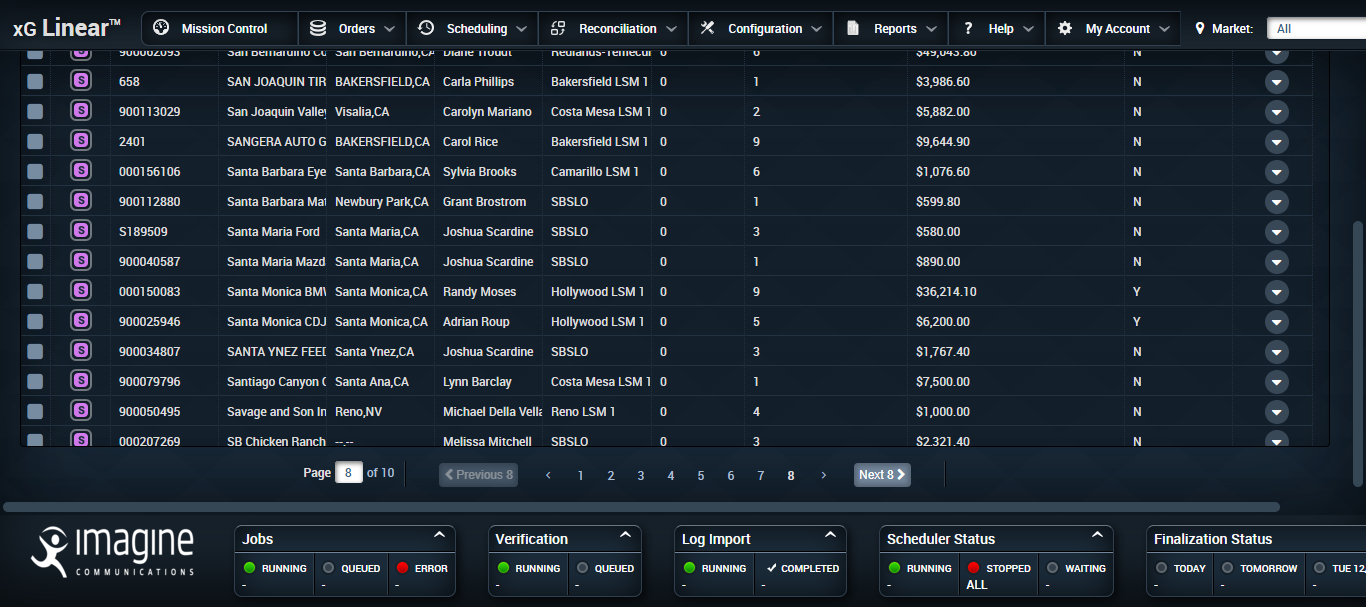 xG Linear™ Mission Control Orders Scheduling Reconciliation Configuration Reports ? Help My Account Market: All
900082093 San Bernardino Co San Bernardino,CA Diane Troutt Redlands-Temecu 0 6 $49,043.80 N
S 658 SAN JOAQUIN TIR BAKERSFIELD,CA Carla Phillips Bakersfield LSM 1 0 1 $3,986.60 N
S 900113029 San Joaquin Valley Visalia,CA Carolyn Mariano Costa Mesa LSM 1 0 2 $5,882.00 N
S 2401 SANGERA AUTO G BAKERSFIELD,CA Carol Rice Bakersfield LSM 1 0 9 $9,644.90 N
S 000156106 Santa Barbara Eye Santa Barbara,CA Sylvia Brooks Camarillo LSM 1 0 6 $1,076.60 N
S 900112880 Santa Barbara Mat Newbury Park,CA Grant Brostrom SBSLO 0 1 $599.80 N
S S189509 Santa Maria Ford Santa Maria,CA Joshua Scardine SBSLO 0 3 $580.00 N
S 900040587 Santa Maria Mazd Santa Maria,CA Joshua Scardine SBSLO 0 1 $890.00 N
S 000150083 Santa Monica BMW Santa Monica,CA Randy Moses Hollywood LSM 1 0 9 $36,214.10 Y
S 900025946 Santa Monica CDJ Santa Monica,CA Adrian Roup Hollywood LSM 1 0 5 $6,200.00 Y
S 900034807 SANTA YNEZ FEED Santa Ynez,CA Joshua Scardine SBSLO 0 3 $1,767.40 N
S 900079796 Santiago Canyon C Santa Ana,CA Lynn Barclay Costa Mesa LSM 1 0 1 $7,500.00 N
S 900050495 Savage and Son In Reno,NV Michael Della Vella Reno LSM 1 0 4 $1,000.00 N
S 000207269 SB Chicken Ranch --,-- Melissa Mitchell SBSLO 0 3 $2,321.40 N
Page 8 of 10 Previous 8 ‹ 1 2 3 4 5 6 7 8 › Next 8
imagine COMMUNICATIONS
Jobs
RUNNING QUEUED ERROR
- - -
Verification
RUNNING QUEUED
- -
Log Import
RUNNING COMPLETED
- -
Scheduler Status
RUNNING STOPPED WAITING
- ALL -
Finalization Status
TODAY TOMORROW TUE 12,
- - -